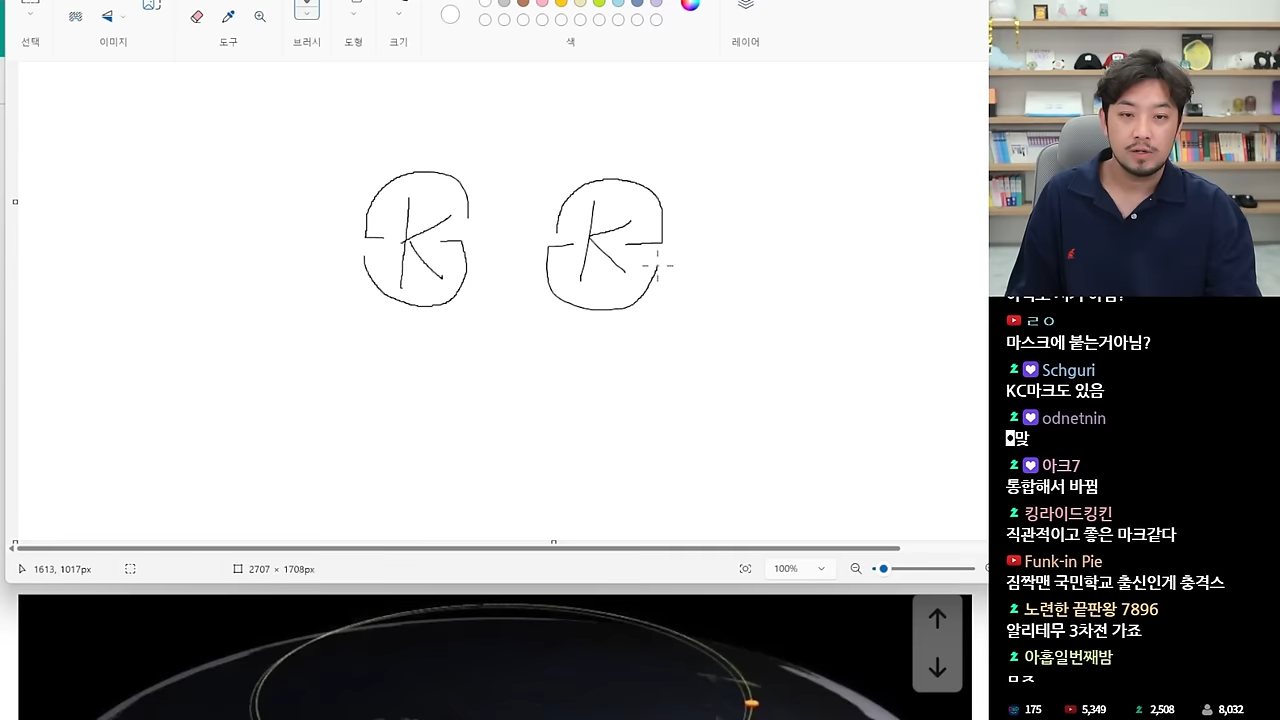 선택
이미지
도구
브러시
도형
크기
색
레이어
K
K
1613, 1017px
2707 × 1708px
100%
ㄹㅇ
마스크에 붙는거아님?
Schguri
KC마크도 있음
odnetnin
맞
야크7
통합해서 바뀜
킹라이드킹킨
직관적이고 좋은 마크같다
Funk-in Pie
짐짝맨 국민학교 출신인게 충격스
노련한 끝판왕 7896
알리테무 3차전 가죠
아홉일번째밤
175
5,349
2,508
8,032